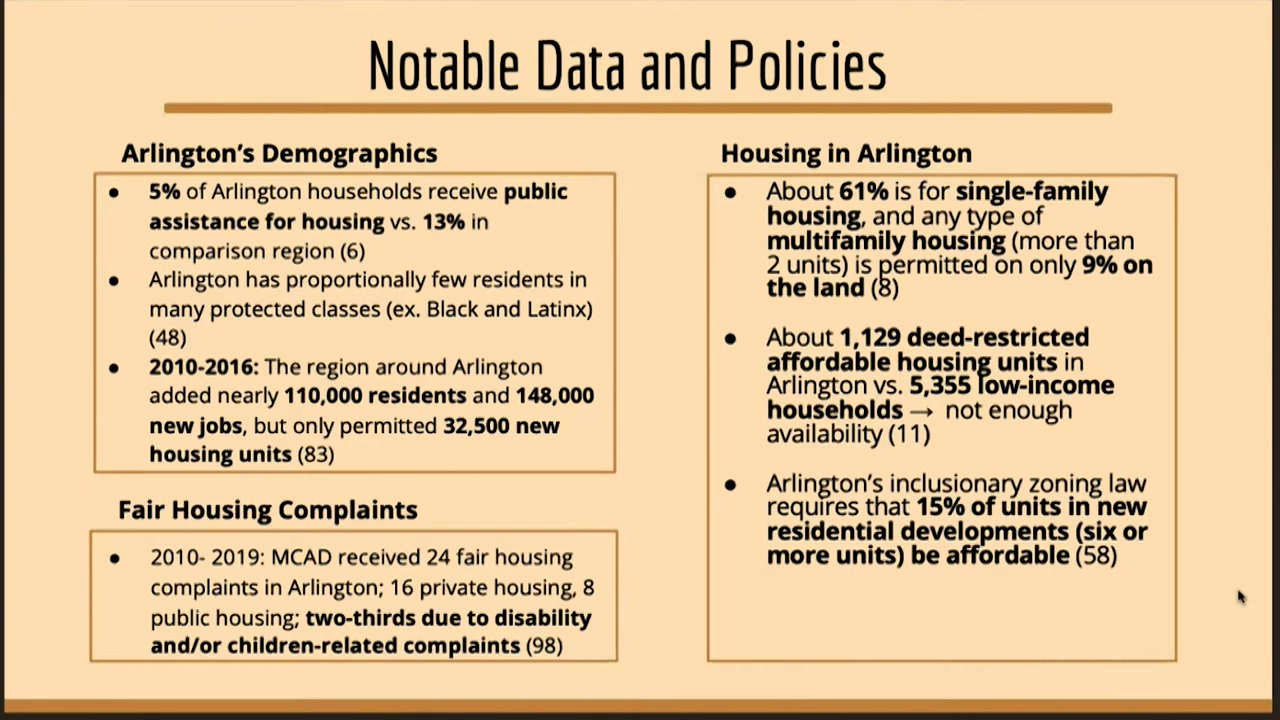 Notable Data and Policies
Arlington's Demographics
● 5% of Arlington households receive public
assistance for housing vs. 13% in
comparison region (6)
● Arlington has proportionally few residents in
many protected classes (ex. Black and Latinx)
(48)
● 2010-2016: The region around Arlington
added nearly 110,000 residents and 148,000
new jobs, but only permitted 32,500 new
housing units (83)
Fair Housing Complaints
● 2010- 2019: MCAD received 24 fair housing
complaints in Arlington; 16 private housing, 8
public housing; two-thirds due to disability
and/or children-related complaints (98)
Housing in Arlington
● About 61% is for single-family
housing, and any type of
multifamily housing (more than
2 units) is permitted on only 9% on
the land (8)
● About 1,129 deed-restricted
affordable housing units in
Arlington vs. 5,355 low-income
households → not enough
availability (11)
● Arlington's inclusionary zoning law
requires that 15% of units in new
residential developments (six or
more units) be affordable (58)